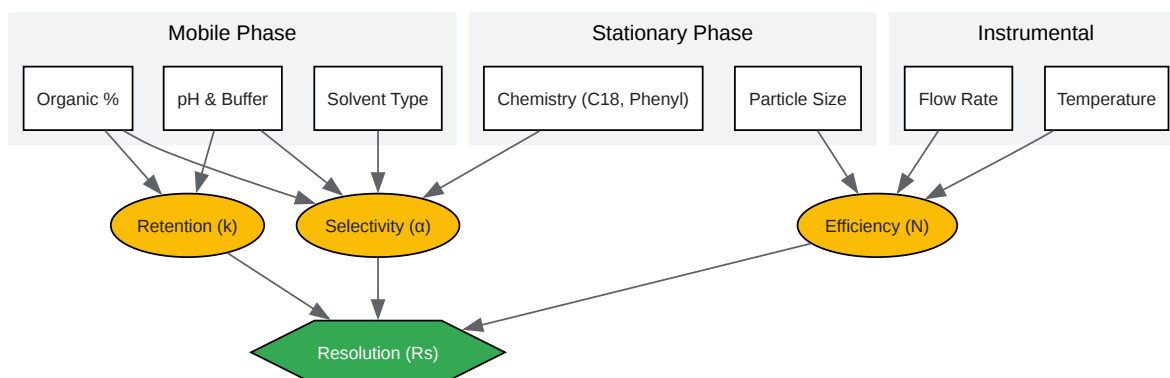 Mobile Phase
Stationary Phase
Instrumental
Organic %
pH & Buffer
Solvent Type
Chemistry (C18, Phenyl)
Particle Size
Flow Rate
Temperature
Retention (k)
Selectivity (α)
Efficiency (N)
Resolution (Rs)